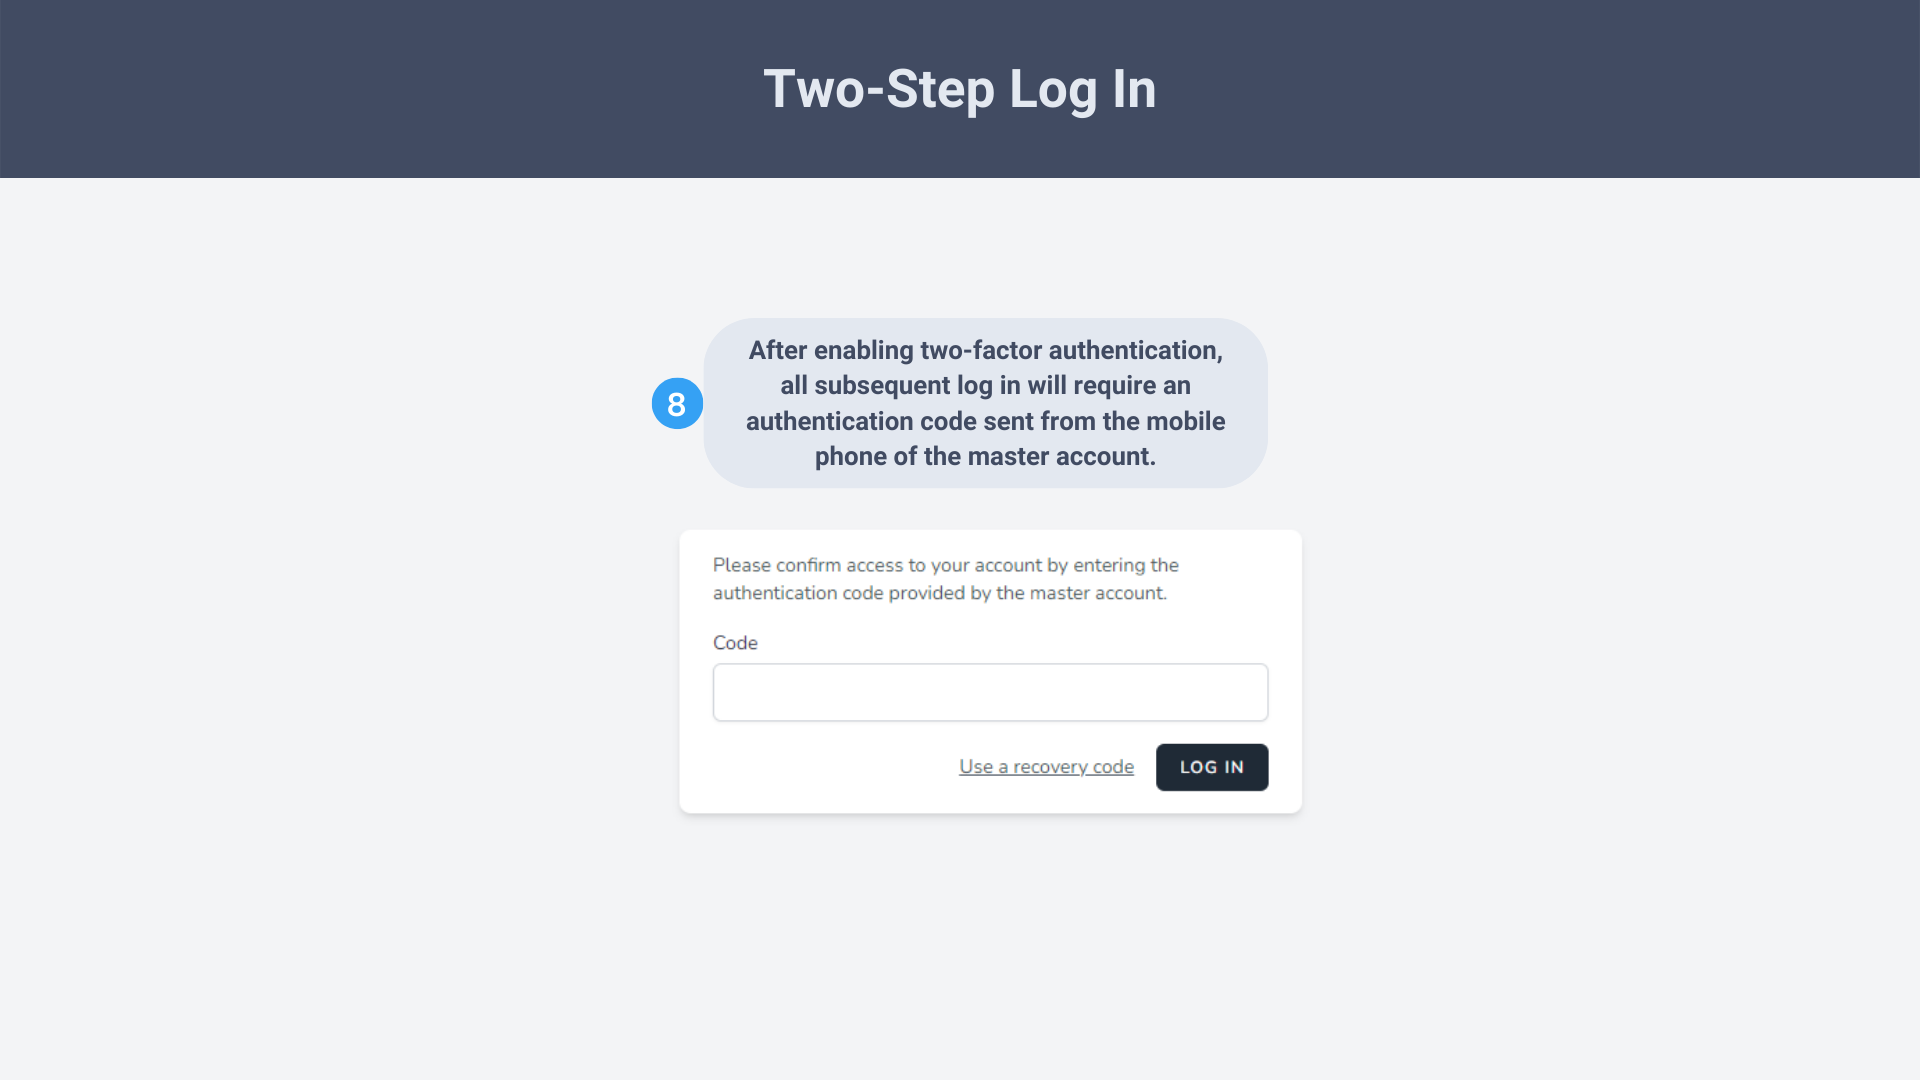 Two-Step Log In
8
After enabling two-factor authentication,
all subsequent log in will require an
authentication code sent from the mobile
phone of the master account.
Please confirm access to your account by entering the
authentication code provided by the master account.
Code
Use a recovery code
LOG IN